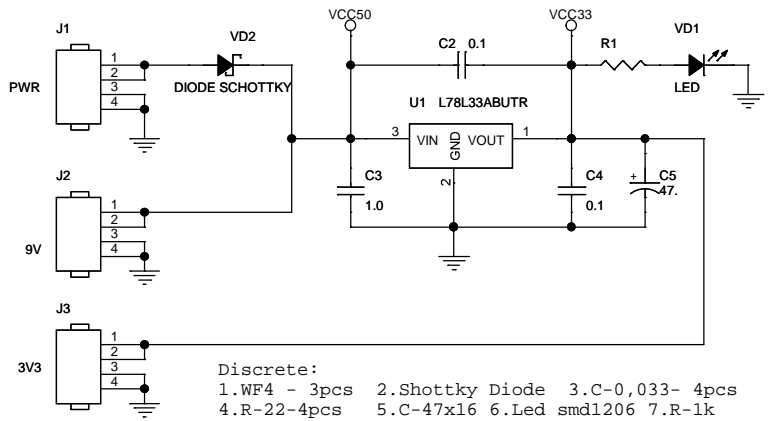 VCC50 VCC33
J1 VD2 C2 0.1 R1 VD1
1
2
3
4
PWR DIODE SCHOTTKY LED
U1 L78L33ABUTR
3 VIN GND VOUT 1
2
J2 C3 C4 + C5
1.0 0.1 47.
1
2
3
4
9V
J3
1
2
3
4
3V3
Discrete:
1.WF4 - 3pcs 2.Shottky Diode 3.C-0,033- 4pcs
4.R-22-4pcs 5.C-47x16 6.Led smd1206 7.R-1k